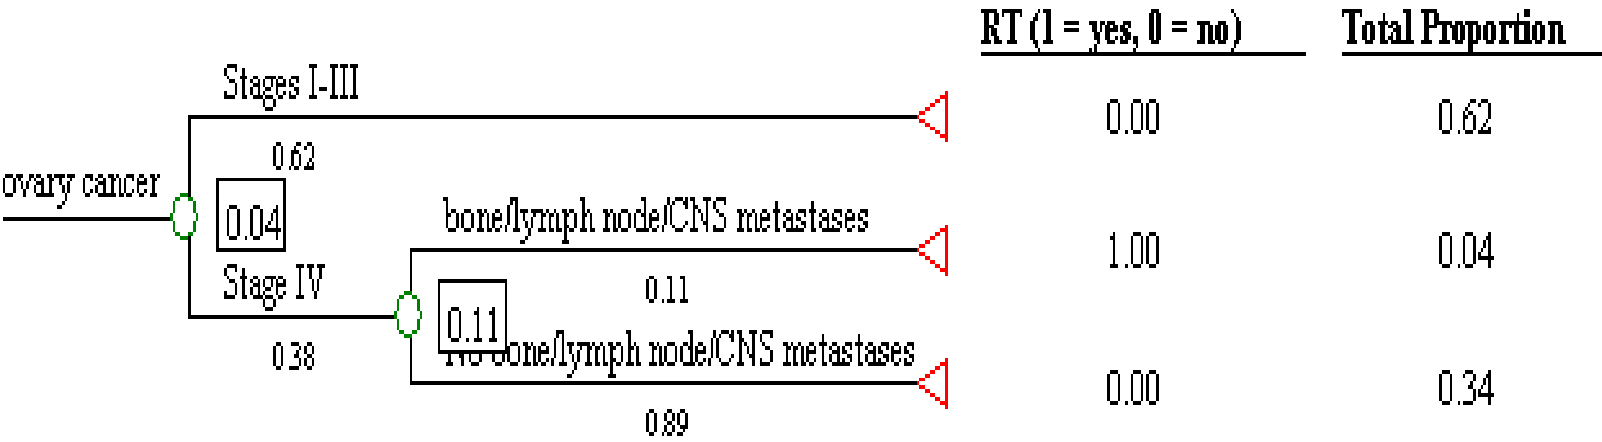 RT (1 = yes, 0 = no) Total Proportion
Stages I-III
0.00 0.62
0.62
ovary cancer
0.04
bone/lymph node/CNS metastases
1.00 0.04
Stage IV
0.11
0.11
No bone/lymph node/CNS metastases
0.38
0.00 0.34
0.89